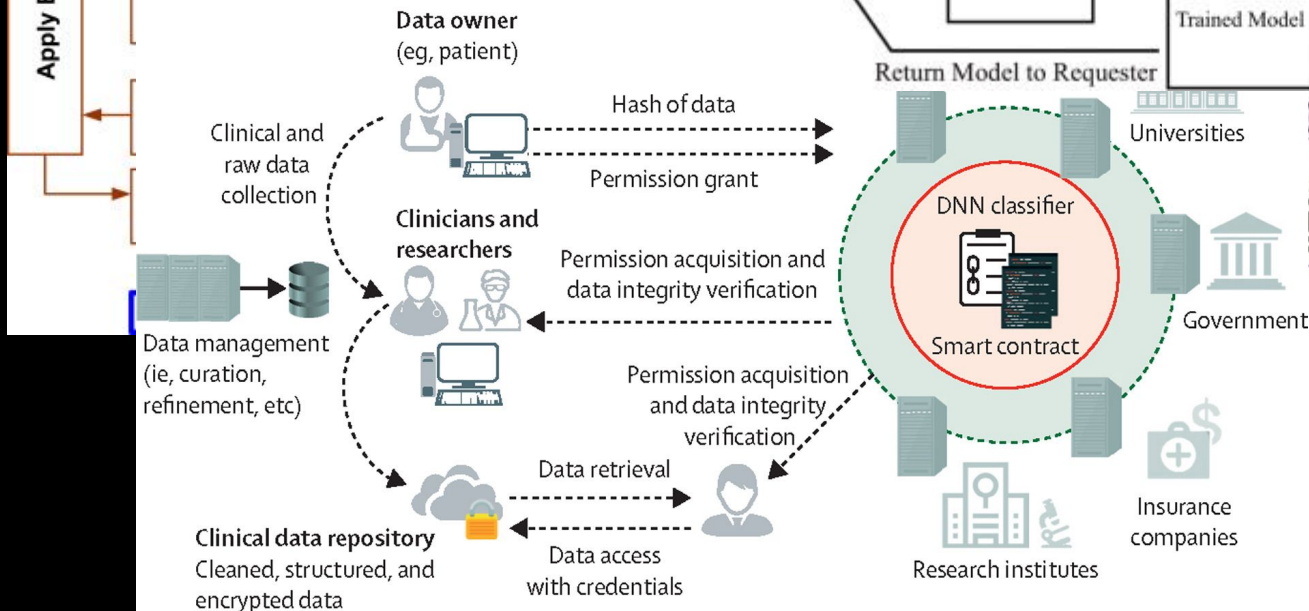 Apply
Trained Model
Return Model to Requester
Data owner
(eg, patient)
Hash of data
Permission grant
Clinical and
raw data
collection
Universities
DNN classifier
Smart contract
Clinicians and
researchers
Permission acquisition and
data integrity verification
Government
Data management
(ie, curation,
refinement, etc)
Permission acquisition
and data integrity
verification
Data retrieval
Data access
with credentials
Clinical data repository
Cleaned, structured, and
encrypted data
Insurance
companies
Research institutes